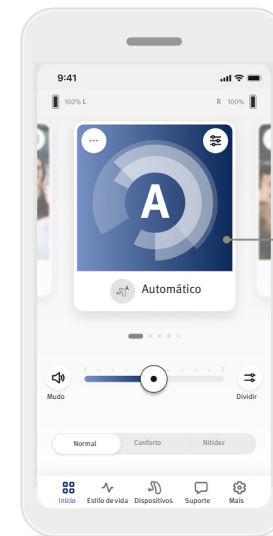 9:41
100% L R 100%
A
A
Automático
Mudo Dividir
Normal Conforto Nitidez
Início Estilo de vida Dispositivos Suporte Mais